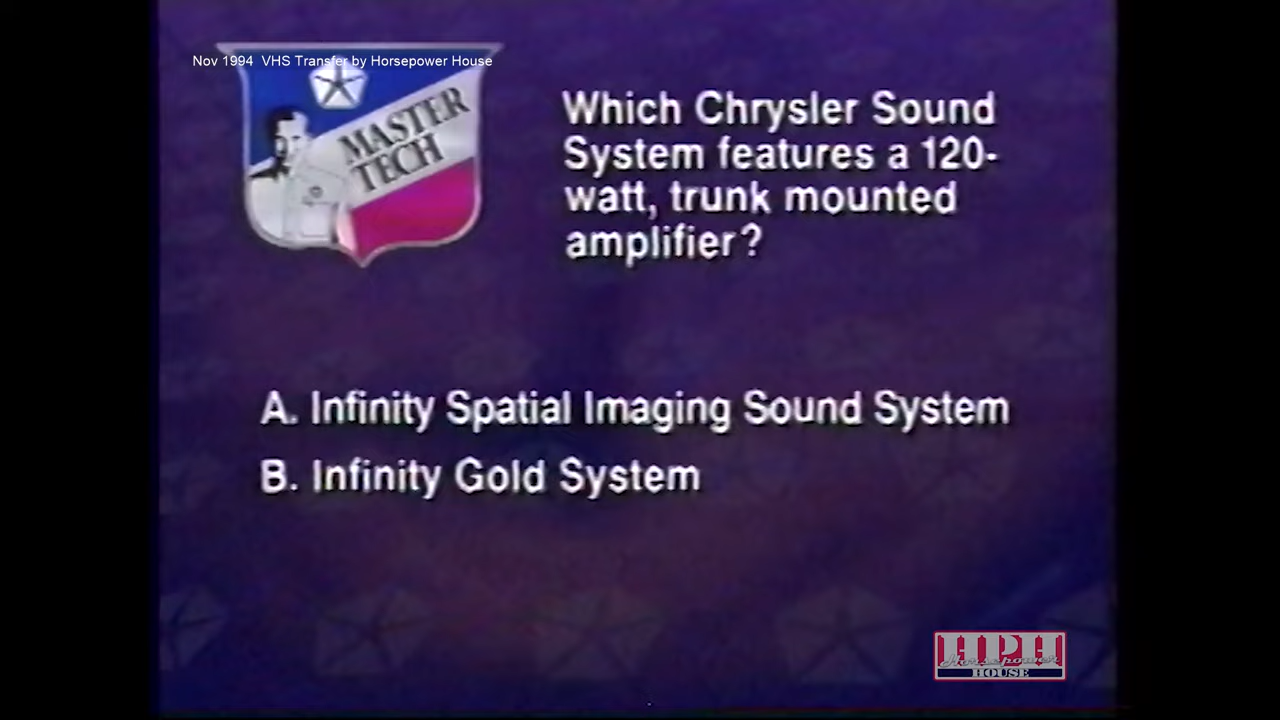 Nov 1994  VHS Transfer by Horsepower House
MASTER
TECH
Which Chrysler Sound
System features a 120-
watt, trunk mounted
amplifier?
A. Infinity Spatial Imaging Sound System
B. Infinity Gold System
HPH
Horsepower
HOUSE